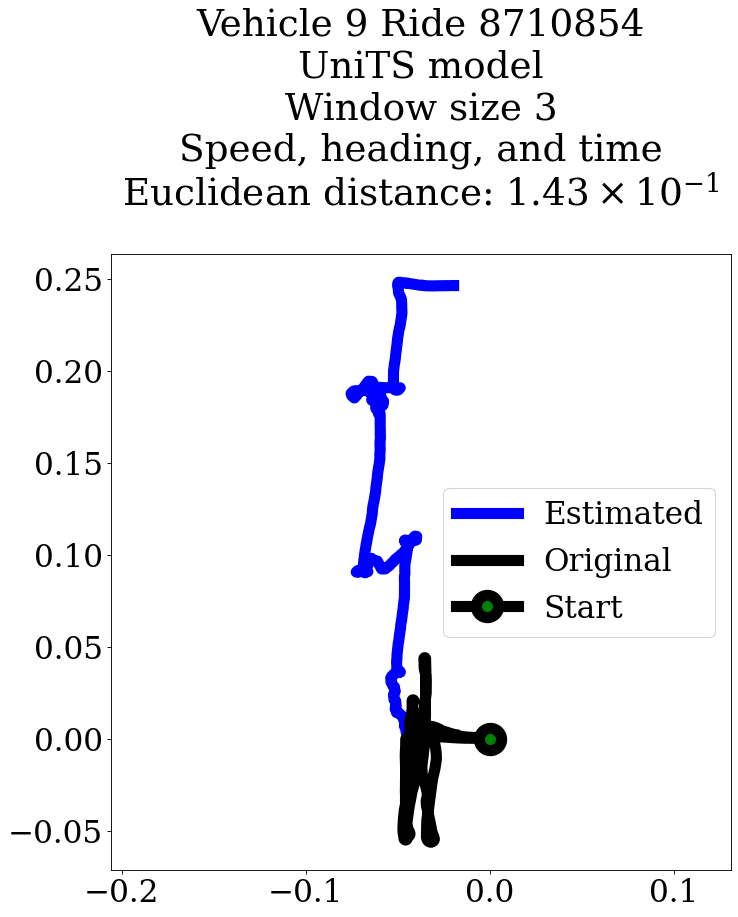 Vehicle 9 Ride 8710854
UniTS model
Window size 3
Speed, heading, and time
Euclidean distance: 1.43 × 10⁻¹
0.25
0.20
0.15
0.10
0.05
0.00
−0.05
Estimated
Original
Start
−0.2
−0.1
0.0
0.1